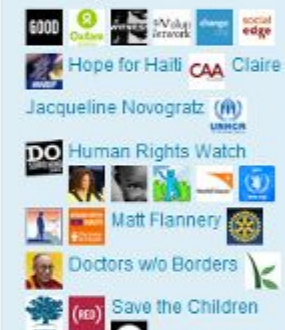 GOOD Oxfam WITNESS change social edge
Hope for Haiti CAA Claire
Jacqueline Novogratz UNHCR
DO Human Rights Watch
Matt Flannery
Doctors w/o Borders
(RED) Save the Children